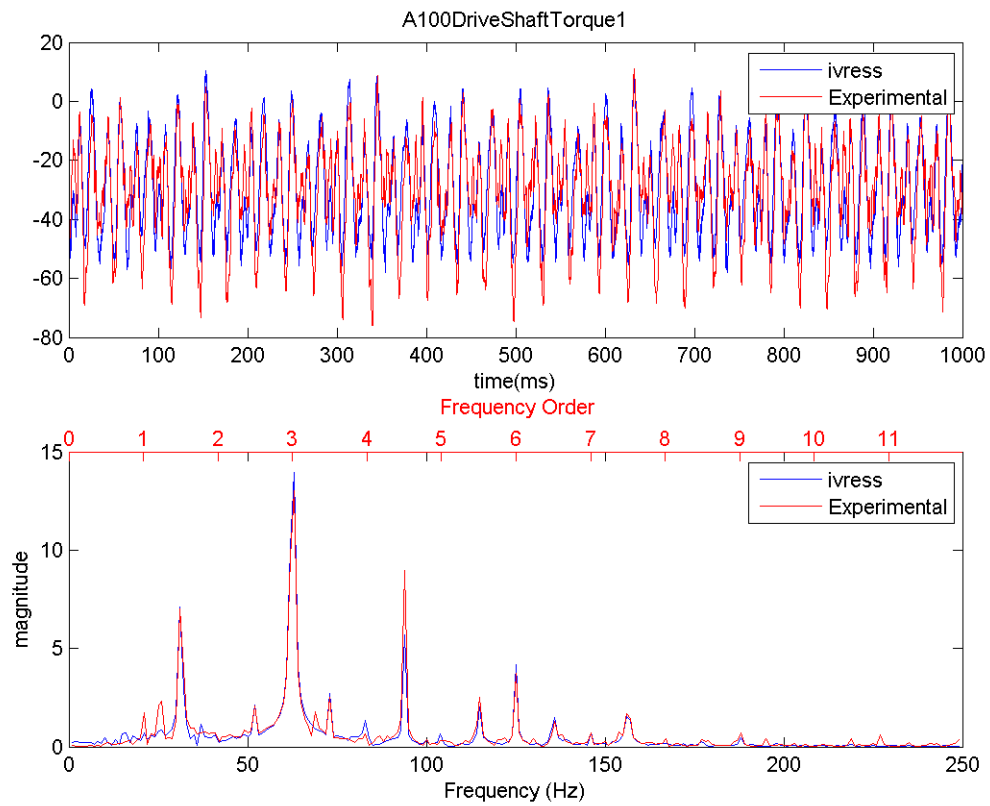 A100DriveShaftTorque1
20
0
-20
-40
-60
-80
ivress
Experimental
0 100 200 300 400 500 600 700 800 900 1000
time(ms)
Frequency Order
0 1 2 3 4 5 6 7 8 9 10 11
15
10
5
0
magnitude
ivress
Experimental
0 50 100 150 200 250
Frequency (Hz)